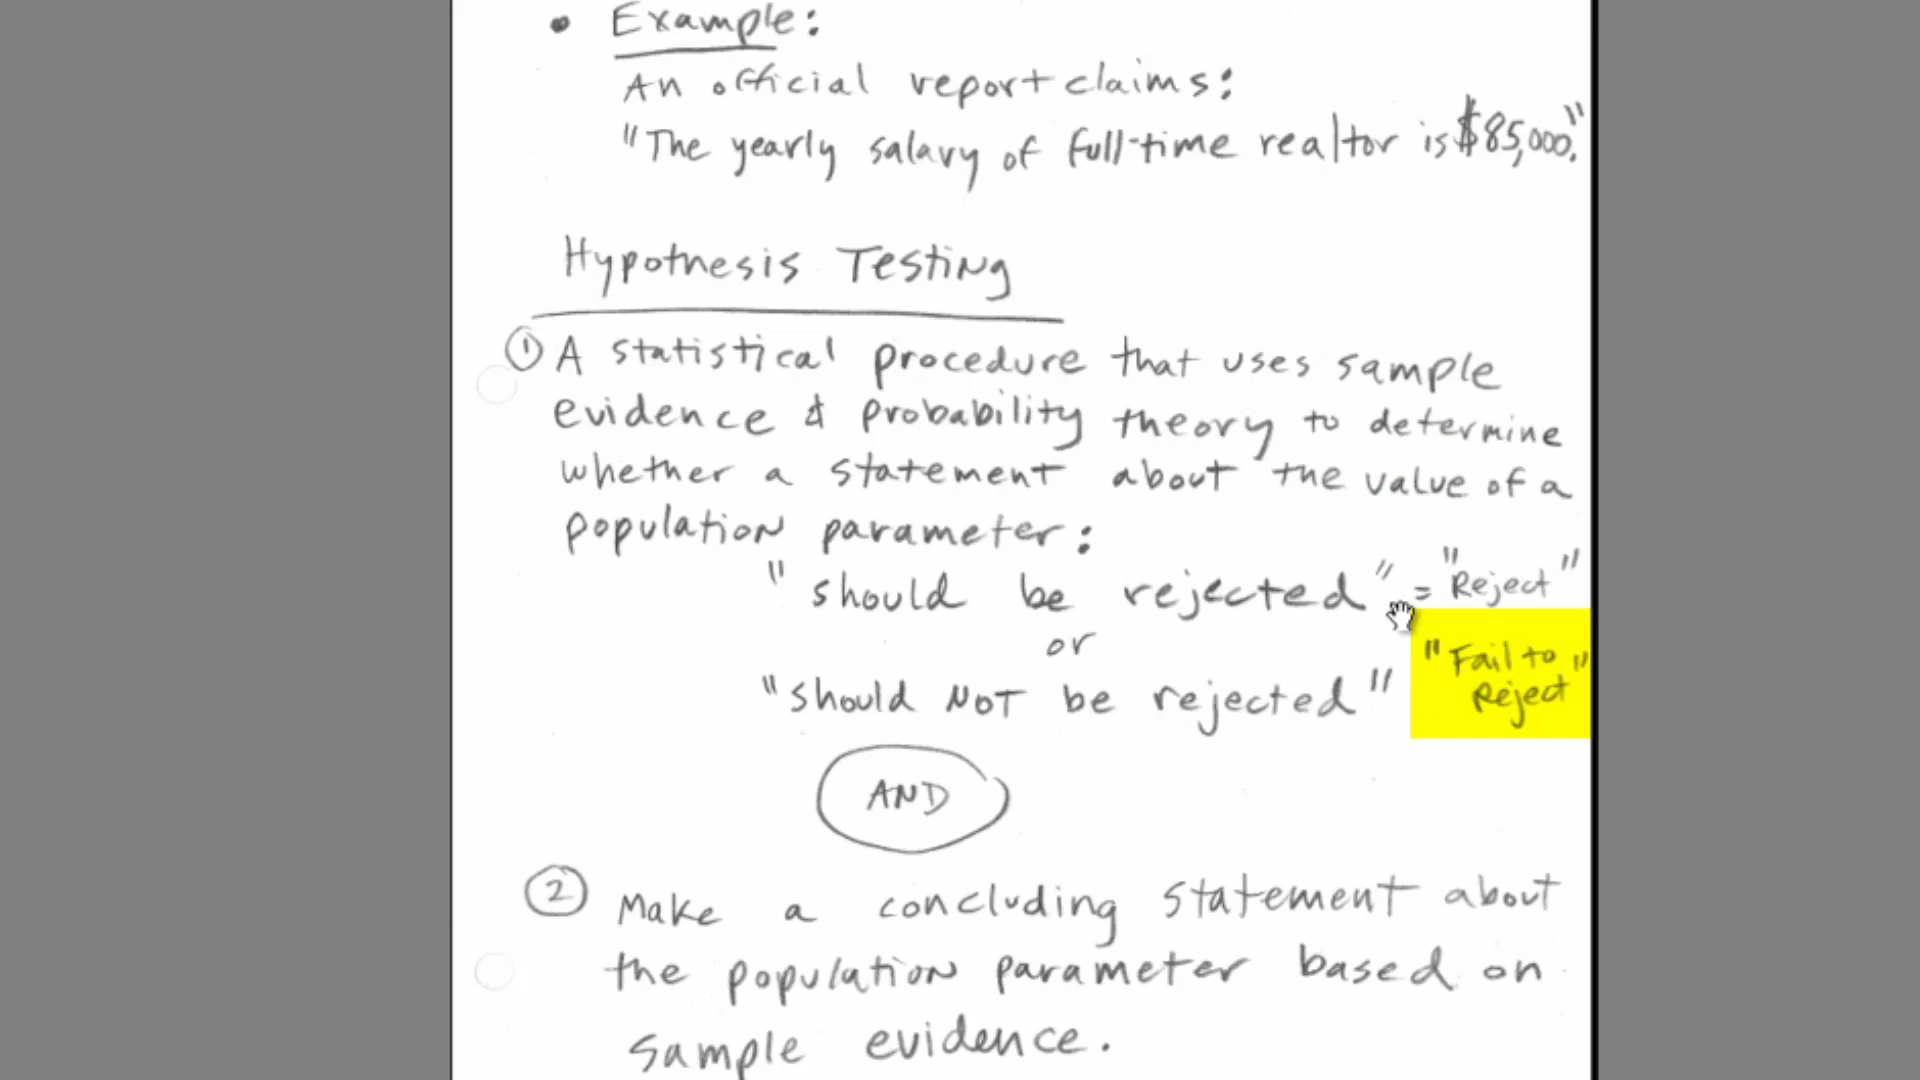 • Example:
An official report claims:
"The yearly salary of full-time realtor is $85,000."
Hypothesis Testing
① A statistical procedure that uses sample
evidence & probability theory to determine
whether a statement about the value of a
population parameter:
"should be rejected" = "Reject"
or
"should NOT be rejected" "Fail to Reject"
AND
② Make a concluding statement about
the population parameter based on
sample evidence.